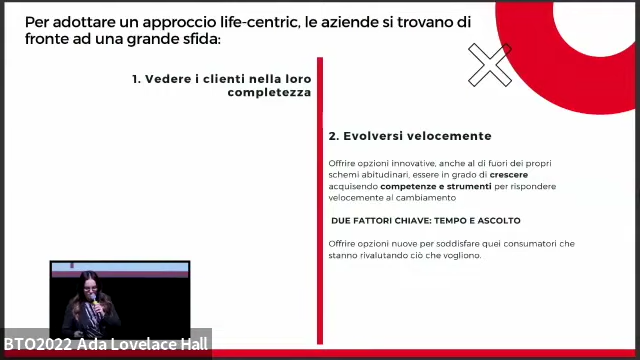 Per adottare un approccio life-centric, le aziende si trovano di
fronte ad una grande sfida:
1. Vedere i clienti nella loro
completezza
2. Evolversi velocemente
Offrire opzioni innovative, anche al di fuori dei propri
schemi abitudinari, essere in grado di crescere
acquisendo competenze e strumenti per rispondere
velocemente al cambiamento
DUE FATTORI CHIAVE: TEMPO E ASCOLTO
Offrire opzioni nuove per soddisfare quei consumatori che
stanno rivalutando ciò che vogliono.
BTO2022 Ada Lovelace Hall